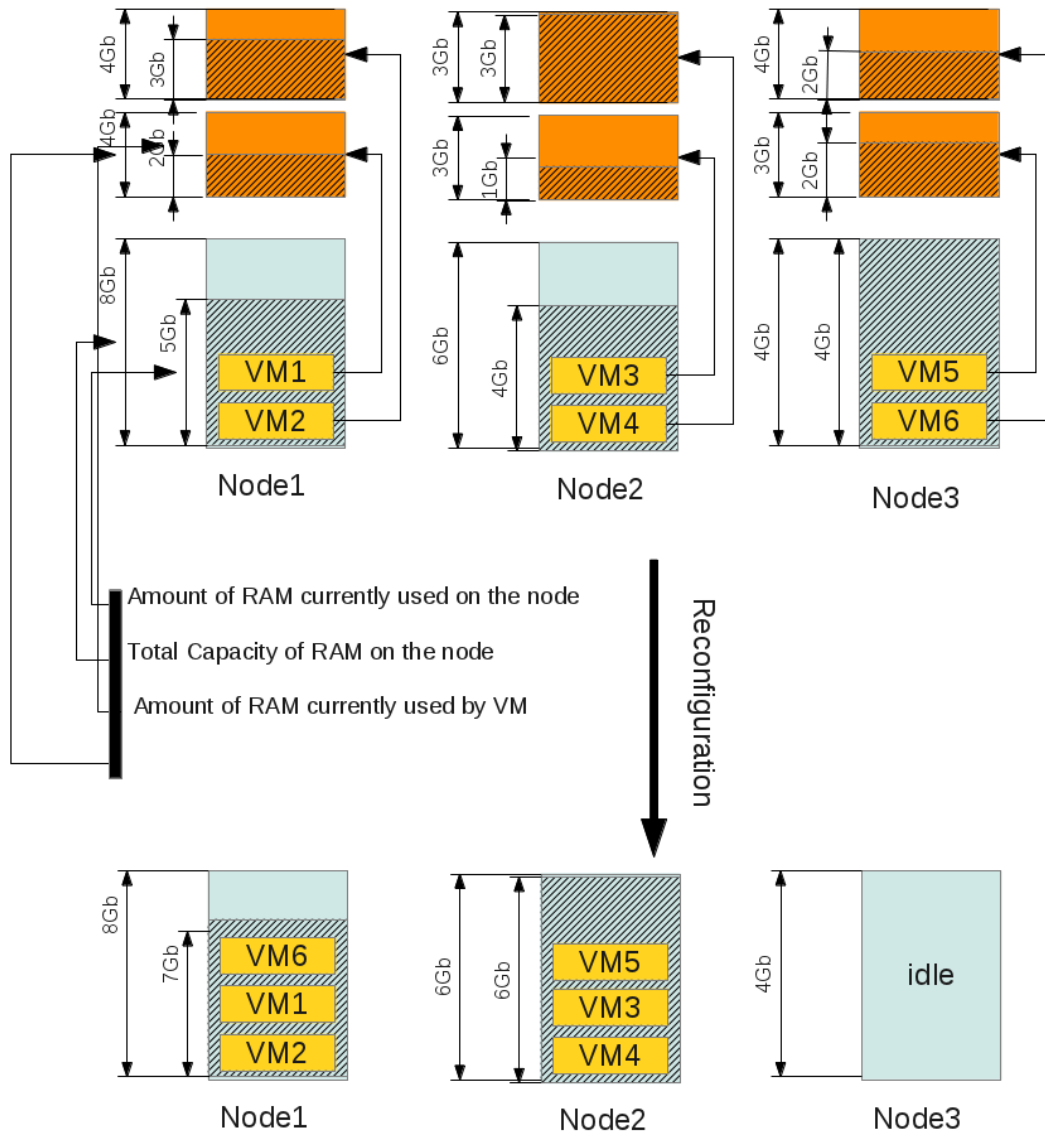 4Gb
3Gb
3Gb
3Gb
4Gb
2Gb
4Gb
2Gb
3Gb
1Gb
3Gb
2Gb
8Gb
5Gb
6Gb
4Gb
4Gb
4Gb
VM1
VM2
VM3
VM4
VM5
VM6
Node1
Node2
Node3
Amount of RAM currently used on the node
Total Capacity of RAM on the node
Amount of RAM currently used by VM
Reconfiguration
8Gb
7Gb
VM6
VM1
VM2
6Gb
6Gb
VM5
VM3
VM4
4Gb
idle
Node1
Node2
Node3